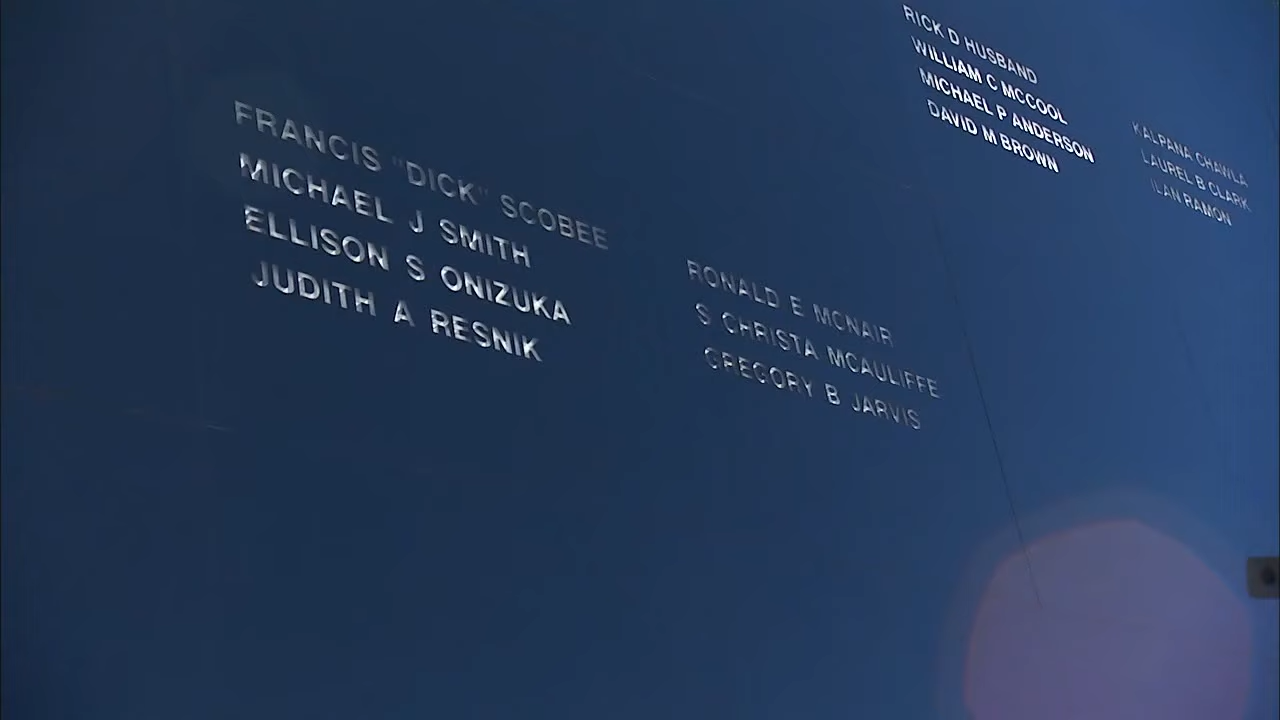 FRANCIS "DICK" SCOBEE
MICHAEL J SMITH
ELLISON S ONIZUKA
JUDITH A RESNIK
RONALD E MCNAIR
S CHRISTA MCAULIFFE
GREGORY B JARVIS
RICK D HUSBAND
WILLIAM C MCCOOL
MICHAEL P ANDERSON
DAVID M BROWN
KALPANA CHAWLA
LAUREL B CLARK
ILAN RAMON